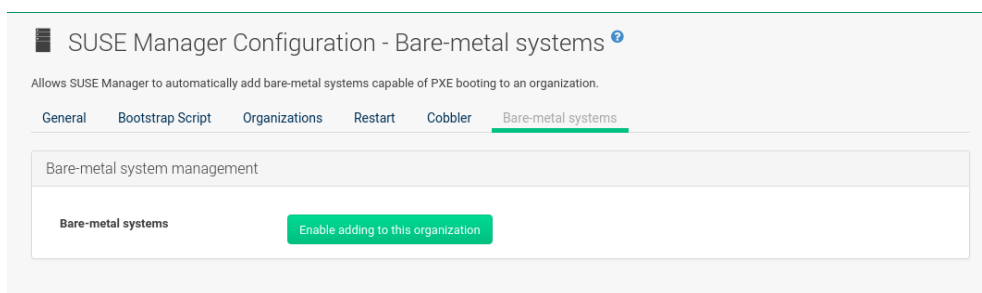 SUSE Manager Configuration - Bare-metal systems ?
Allows SUSE Manager to automatically add bare-metal systems capable of PXE booting to an organization.
General Bootstrap Script Organizations Restart Cobbler Bare-metal systems
Bare-metal system management
Bare-metal systems Enable adding to this organization